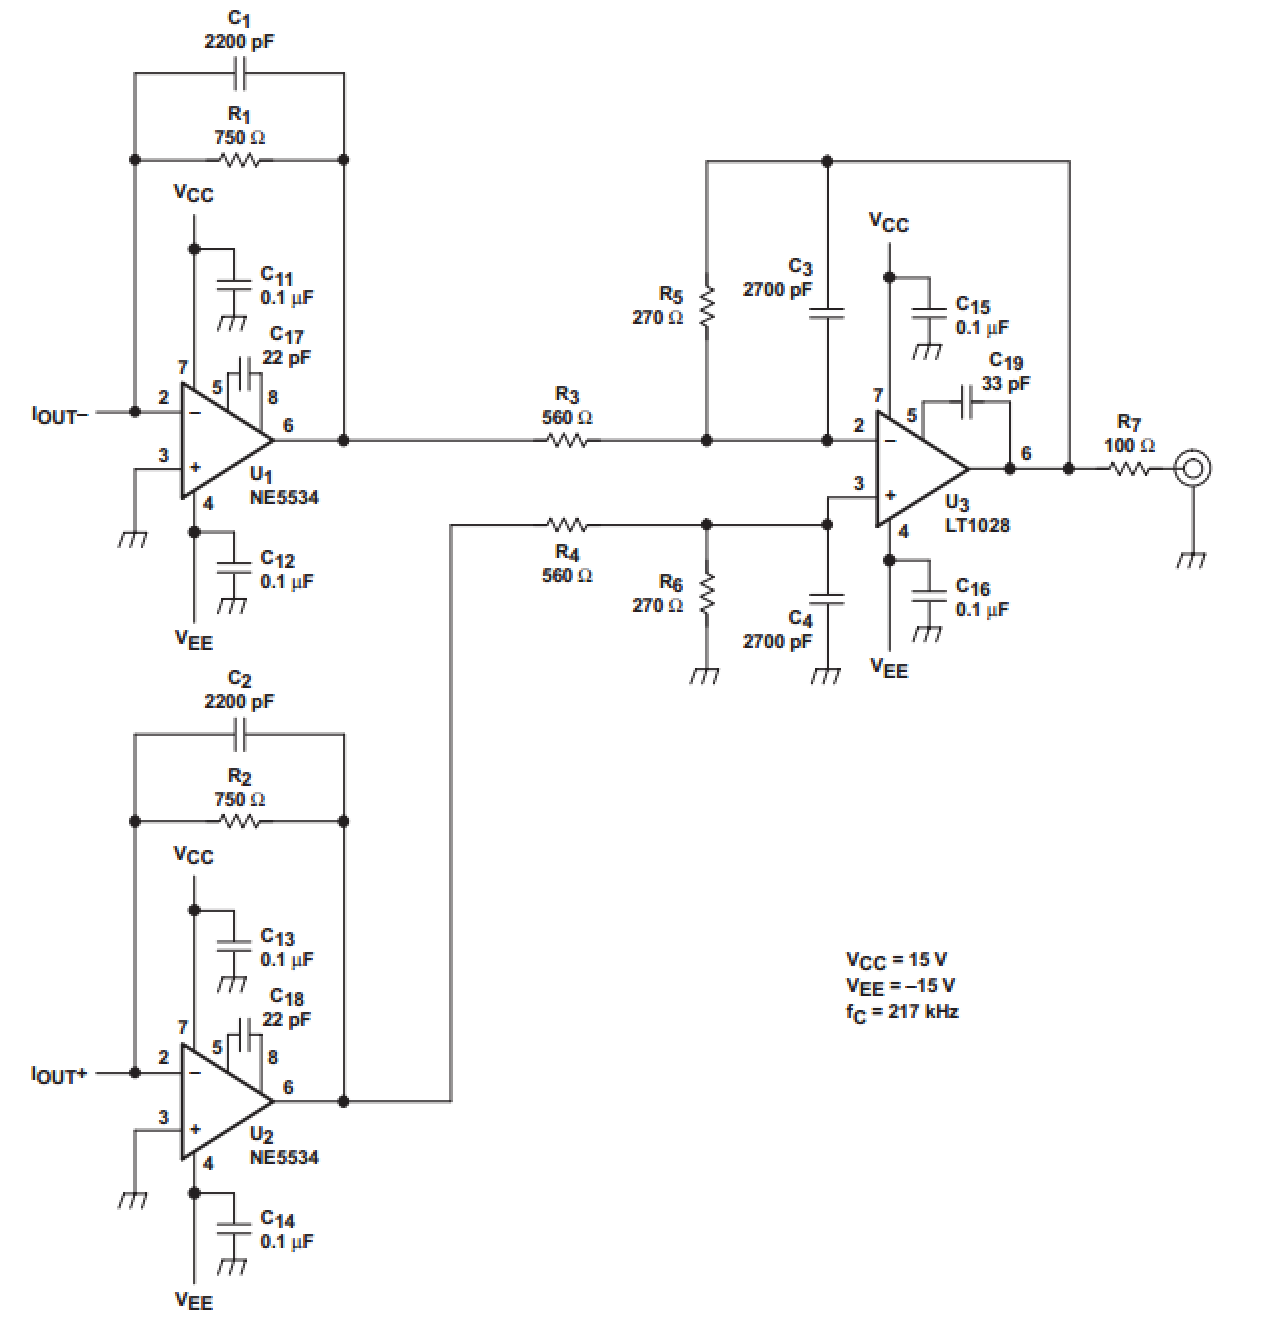 C1
2200 pF
R1
750 Ω
VCC
C11
0.1 μF
C17
22 pF
7
5
8
2
–
6
IOUT–
3
+
U1
NE5534
4
C12
0.1 μF
VEE
R3
560 Ω
R4
560 Ω
R5
270 Ω
C3
2700 pF
R6
270 Ω
C4
2700 pF
VCC
C15
0.1 μF
C19
33 pF
7
5
2
–
6
3
+
U3
LT1028
4
R7
100 Ω
C16
0.1 μF
VEE
C2
2200 pF
R2
750 Ω
VCC
C13
0.1 μF
C18
22 pF
7
5
8
2
–
6
IOUT+
3
+
U2
NE5534
4
C14
0.1 μF
VEE
VCC = 15 V
VEE = –15 V
fC = 217 kHz